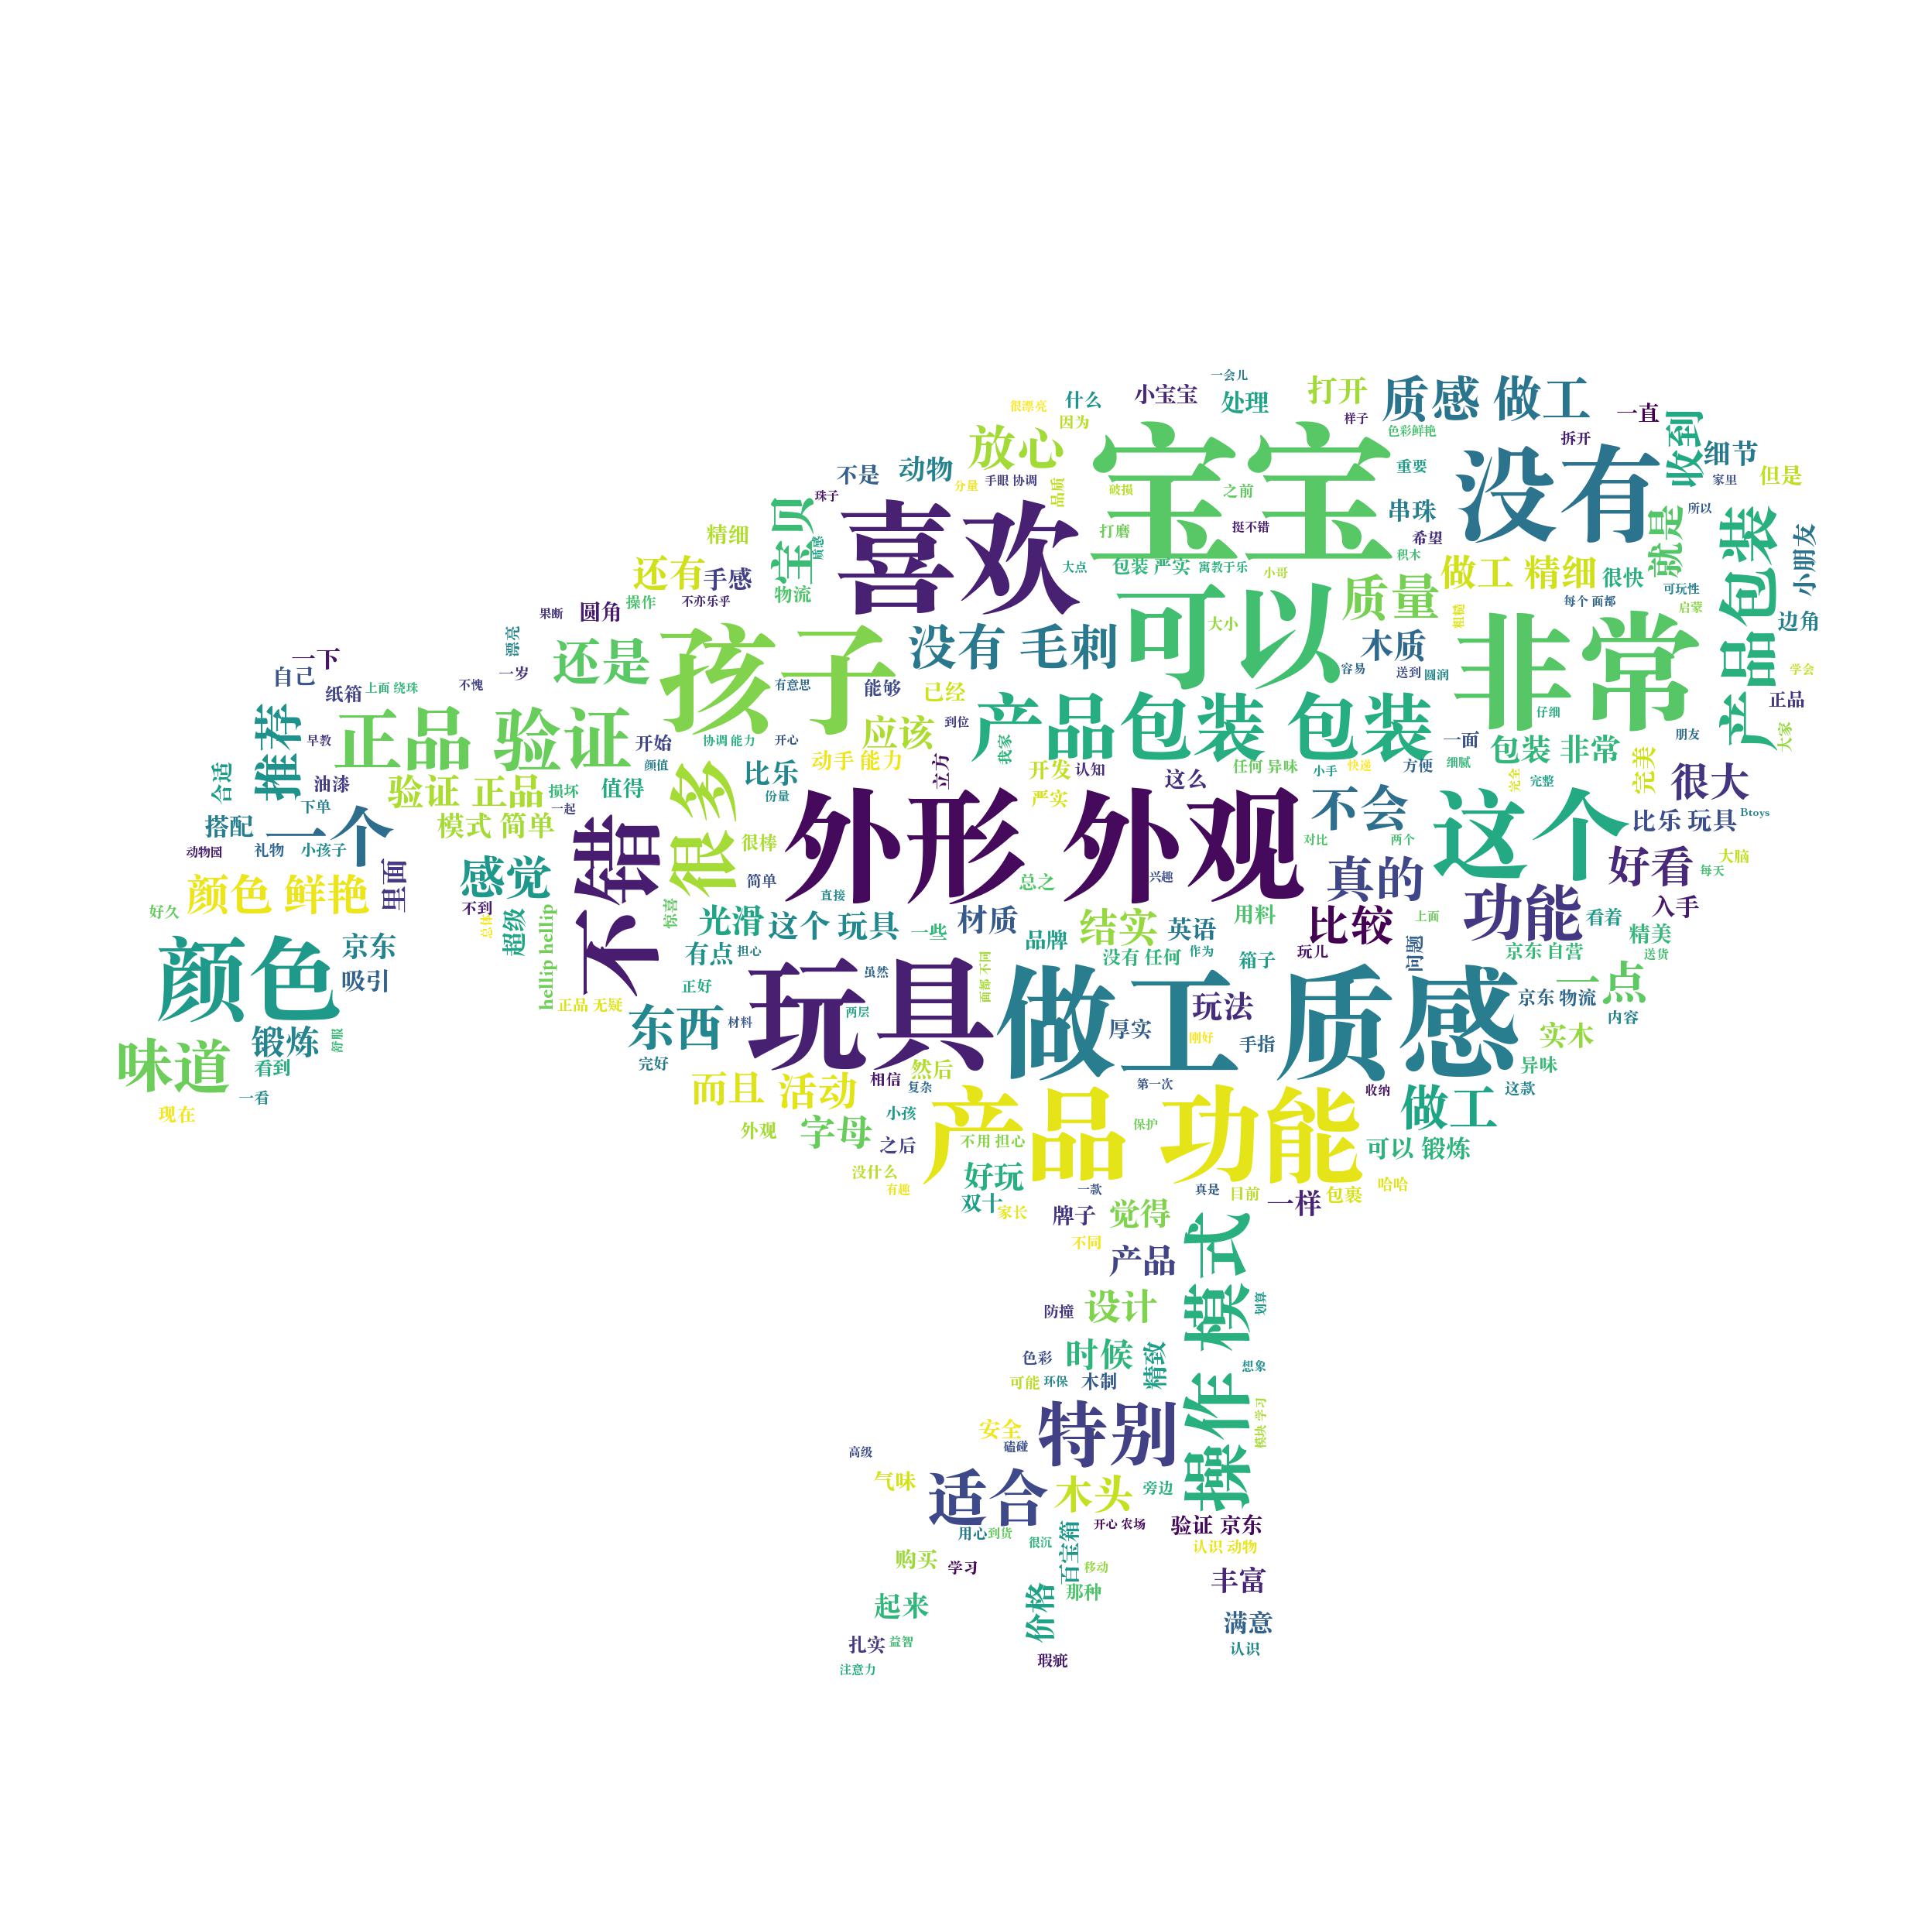 一会儿
很漂亮
什么
小宝宝
处理
打开
质感 做工
一直
因为
样子
色彩鲜艳
拆开
收到
细节
放心
宝宝
没有
不是
动物
分量
手眼 协调
品质
破损
之前
重要
家里
但是
珠子
喜欢
串珠
所以
宝贝
精细
质感
打磨
挺不错
希望
积木
就是
产品包装
小朋友
还有
手感
物流
大点
包装 严实
寓教于乐
小哥
质量
做工 精细
很快
可玩性
果断
圆角
操作
不亦乐乎
可以
大小
粗糙
每个 面都
启蒙
边角
漂亮
还是
孩子
没有 毛刺
木质
非常
一下
自己
一岁
容易
送到
圆润
学会
纸箱
上面 绕珠
不愧
有意思
能够
已经
正品
推荐
早教
正品 验证
开始
协调 能力
开心
应该
到位
产品包装 包装
仔细
一面
包装 非常
朋友
大家
我家
合适
油漆
验证 正品
损坏
颜值
值得
很多
比乐
动手 能力
立方
开发
认知
这么
任何 异味
小手
快递
方便
细腻
完全
完整
完美
很大
下单
一起
份量
严实
外形 外观
不会
这个
比乐 玩具
Btoys
搭配
一个
模式 简单
不错
很棒
对比
两个
动物园
礼物
小孩子
感觉
简单
总之
兴趣
真的
好看
大脑
每天
颜色 鲜艳
里面
直接
好久
不到
总体
超级
hellip hellip
惊喜
光滑
这个 玩具
一些
材质
结实
英语
用料
比较
上面
功能
看着
入手
颜色
京东
品牌
精美
有点
担心
没有 任何
作为
箱子
玩儿
问题
京东 自营
送货
吸引
正品 无疑
正好
玩具
虽然
面都 不同
做工 质感
一点
东西
材料
两层
厚实
玩法
京东 物流
内容
味道
锻炼
舒服
看到
完好
刚好
手指
实木
异味
一看
现在
而且
活动
相信
然后
复杂
第一次
收纳
做工
这款
小孩
产品 功能
外观
字母
之后
不用 担心
保护
可以 锻炼
没什么
有趣
好玩
一款
真是
目前
一样
包裹
哈哈
双十
家长
牌子
觉得
不同
产品
操作 模式
防撞
设计
划算
色彩
时候
精致
想象
可能
环保
木制
特别
模块 学习
安全
磕碰
高级
气味
适合
木头
旁边
用心
到货
很沉
百宝箱
开心 农场
验证 京东
认识 动物
购买
学习
移动
丰富
起来
价格
那种
满意
扎实
益智
认识
注意力
瑕疵